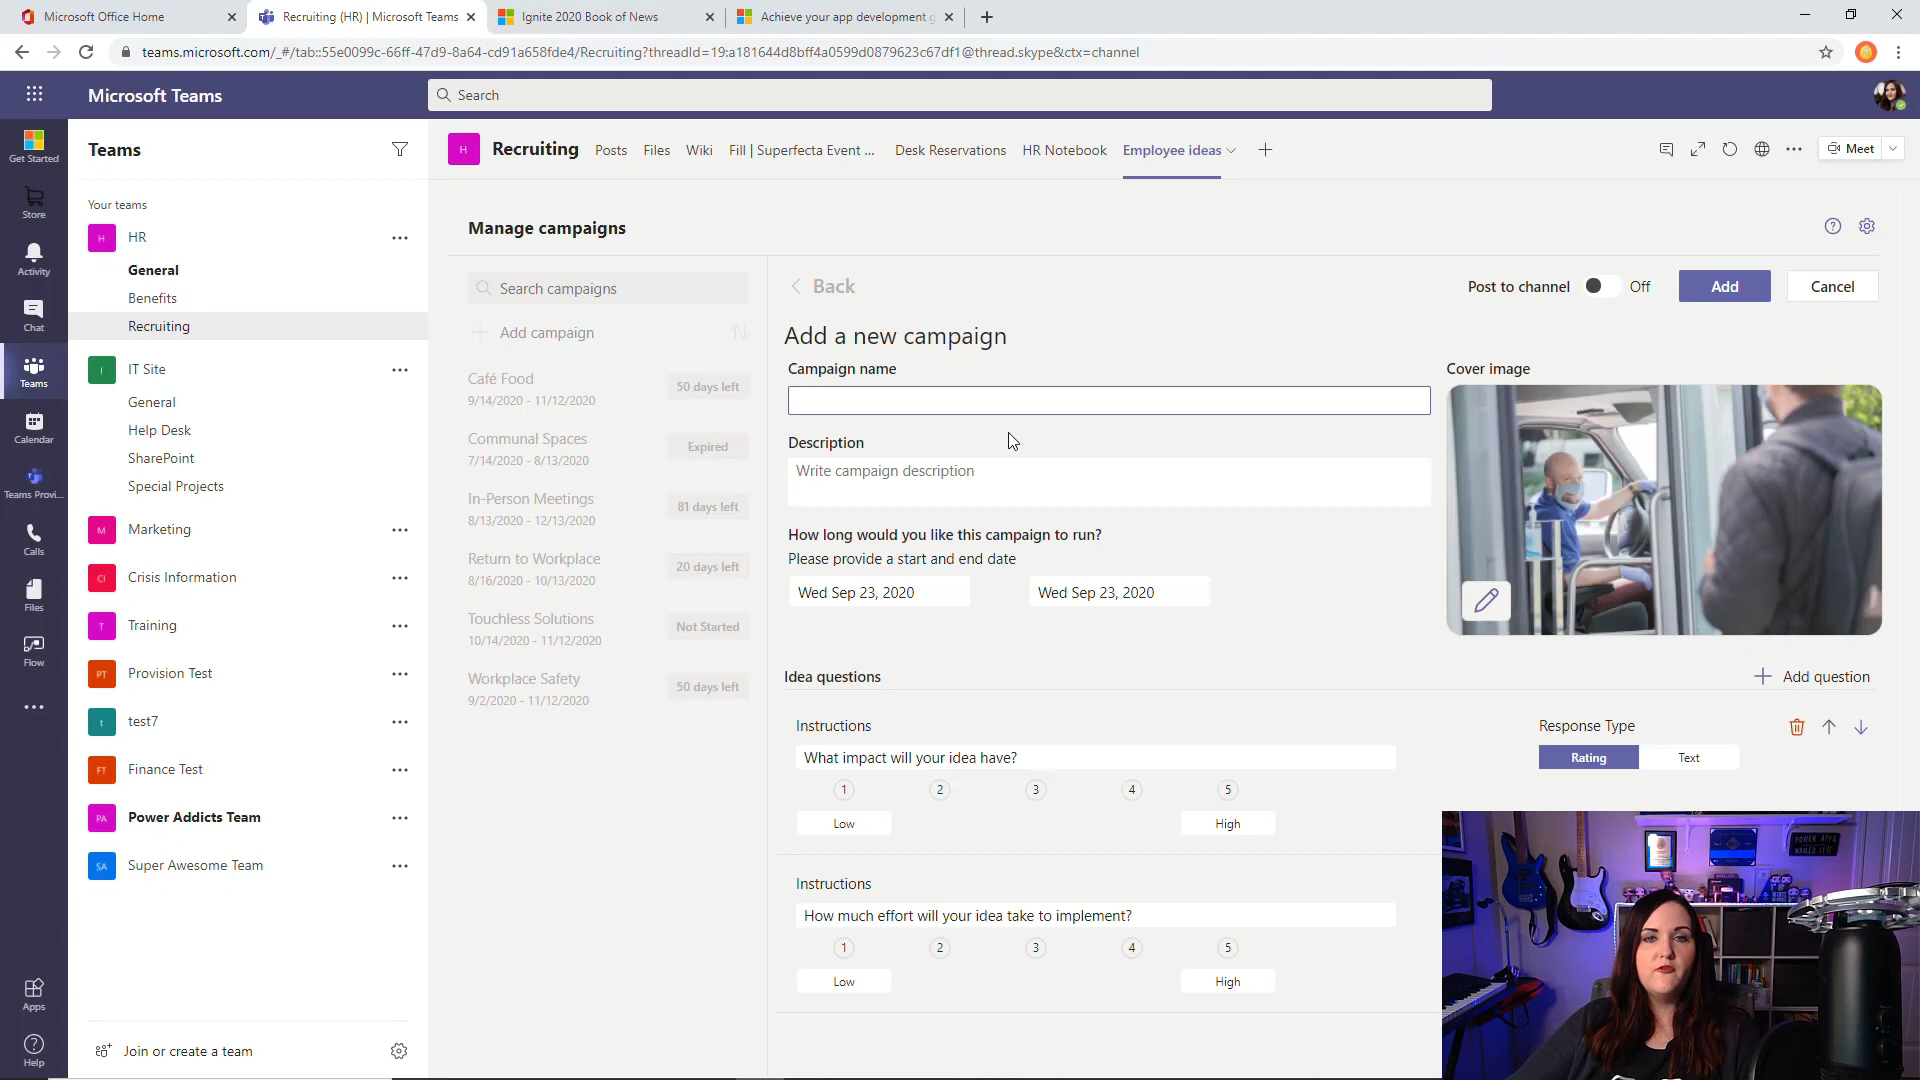 Microsoft Office Home
Recruiting (HR) | Microsoft Teams
Ignite 2020 Book of News
Achieve your app development g
teams.microsoft.com/_#/tab::55e0099c-66ff-47d9-8a64-cd91a658fde4/Recruiting?threadId=19:a181644d8bff4a0599d0879623c67df1@thread.skype&ctx=channel
Microsoft Teams
Search
Get Started
Store
Activity
Chat
Teams
Calendar
Teams Provi...
Calls
Files
Flow
Apps
Help
Teams
Your teams
H HR
General
Benefits
Recruiting
I IT Site
General
Help Desk
SharePoint
Special Projects
M Marketing
CI Crisis Information
T Training
PT Provision Test
t test7
FT Finance Test
PA Power Addicts Team
SA Super Awesome Team
Join or create a team
H Recruiting Posts Files Wiki Fill | Superfecta Event ... Desk Reservations HR Notebook Employee ideas
Meet
Manage campaigns
Search campaigns
Add campaign
Café Food
9/14/2020 - 11/12/2020
50 days left
Communal Spaces
7/14/2020 - 8/13/2020
Expired
In-Person Meetings
8/13/2020 - 12/13/2020
81 days left
Return to Workplace
8/16/2020 - 10/13/2020
20 days left
Touchless Solutions
10/14/2020 - 11/12/2020
Not Started
Workplace Safety
9/2/2020 - 11/12/2020
50 days left
Back
Post to channel Off Add Cancel
Add a new campaign
Campaign name
Cover image
Description
Write campaign description
How long would you like this campaign to run?
Please provide a start and end date
Wed Sep 23, 2020 Wed Sep 23, 2020
Idea questions
Add question
Instructions
Response Type
What impact will your idea have?
Rating Text
1 2 3 4 5
Low High
Instructions
How much effort will your idea take to implement?
1 2 3 4 5
Low High
POWER APPS
NAILED IT!!